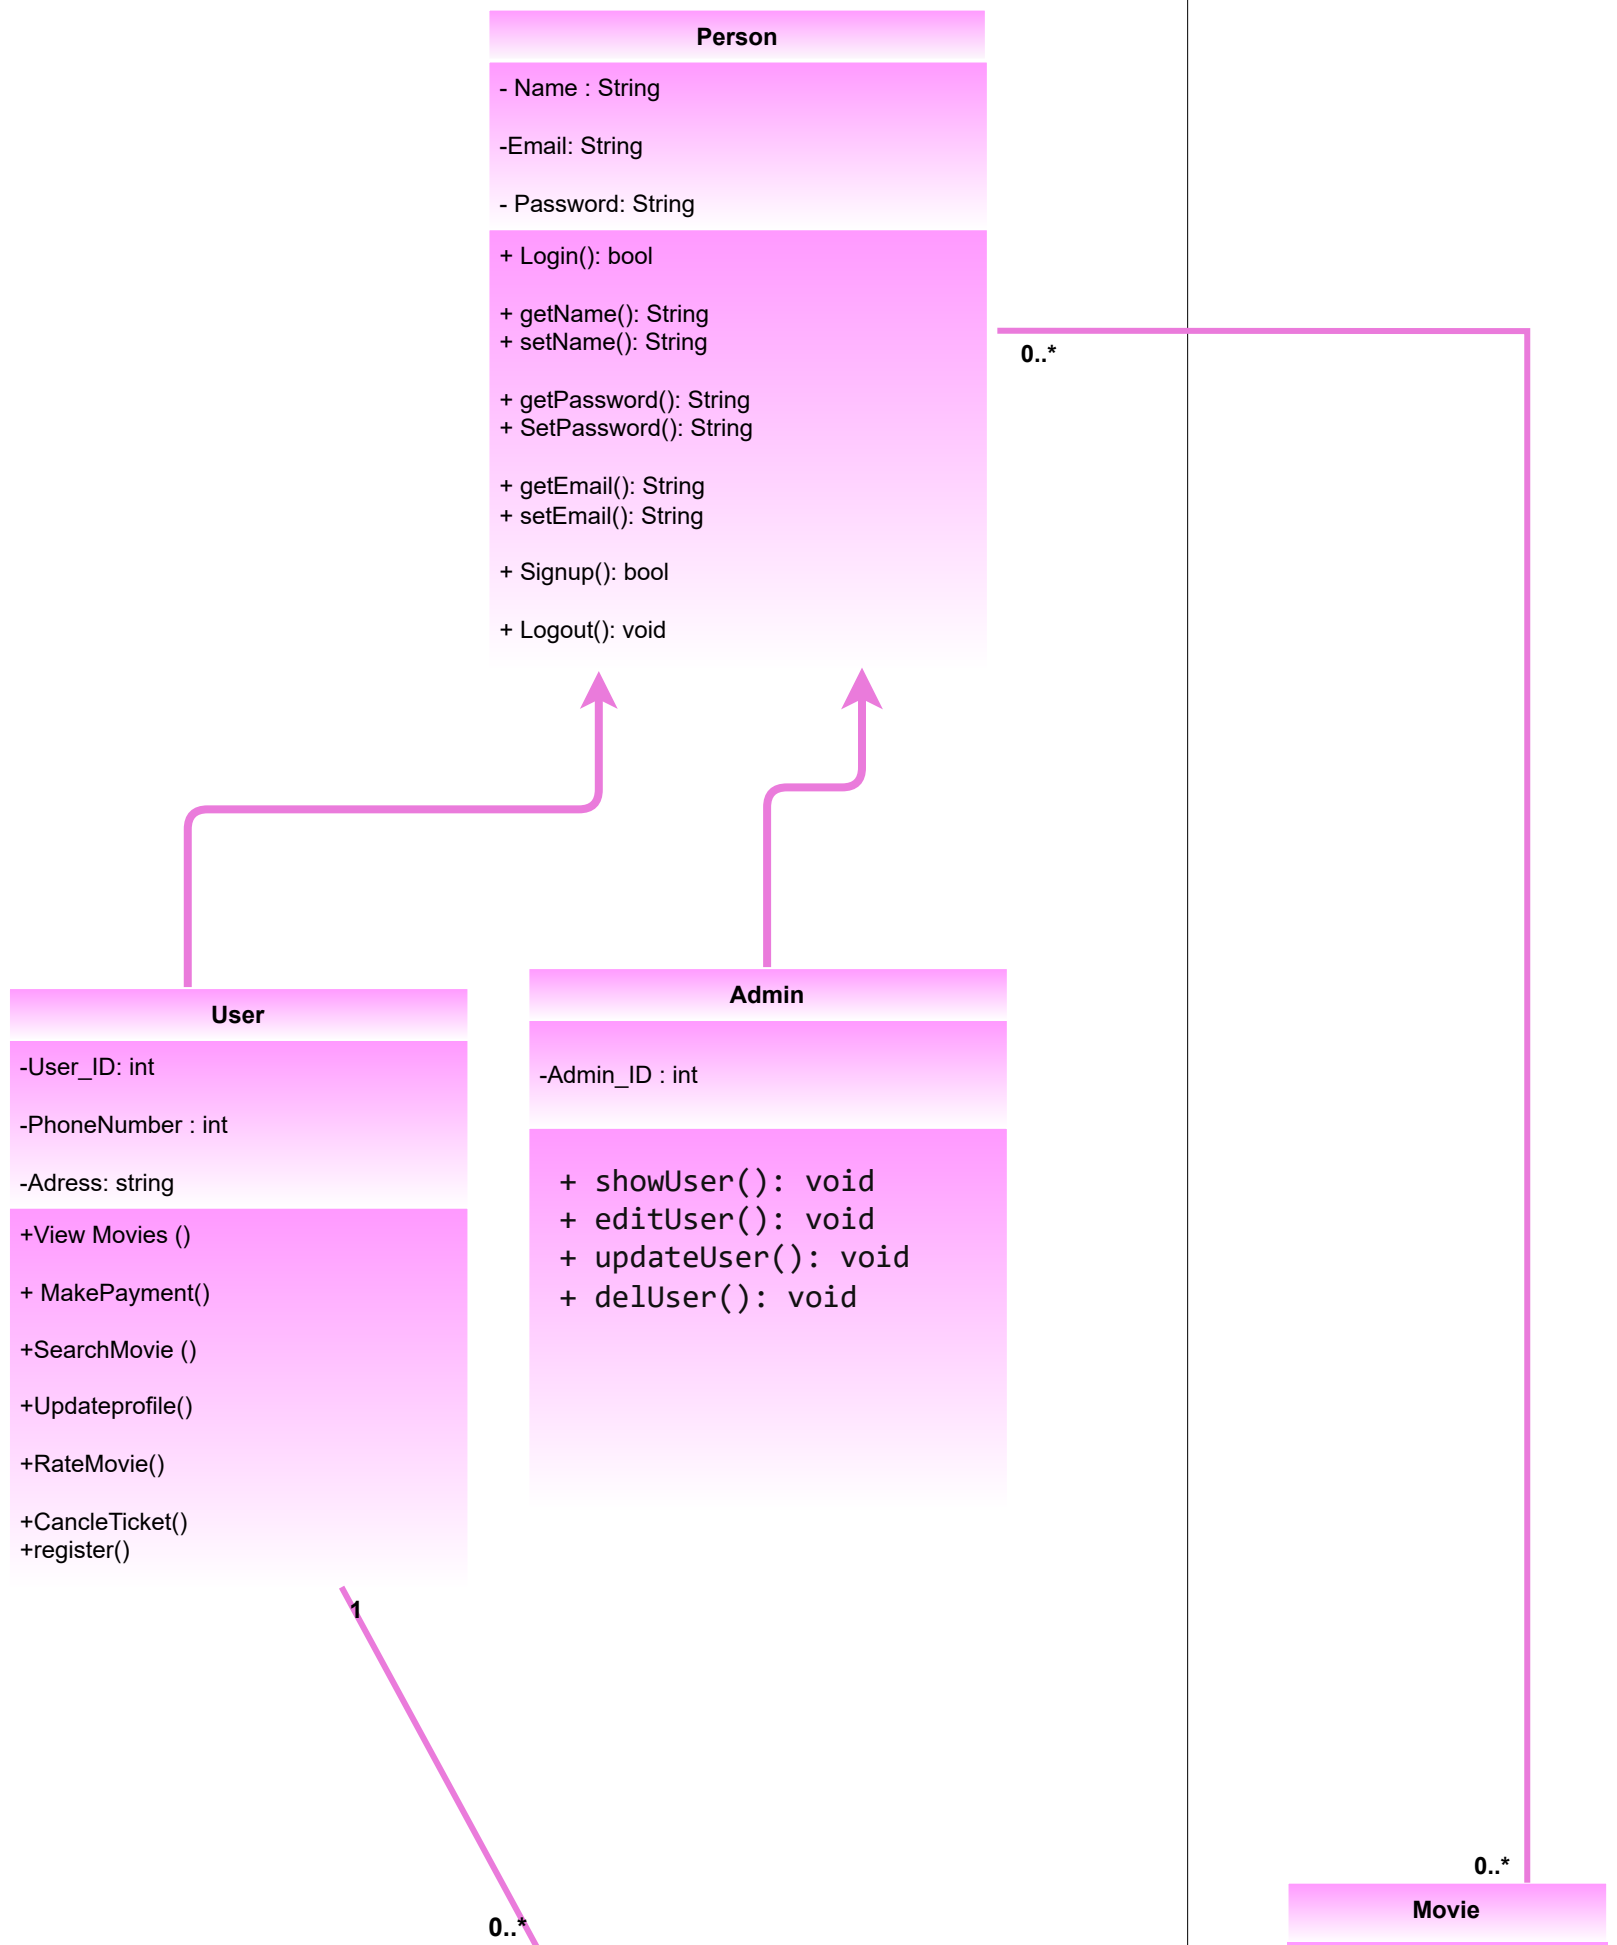 Person
- Name : String
-Email: String
- Password: String
+ Login(): bool
+ getName(): String
+ setName(): String
+ getPassword(): String
+ SetPassword(): String
+ getEmail(): String
+ setEmail(): String
+ Signup(): bool
+ Logout(): void
0..*
User
-User_ID: int
-PhoneNumber : int
-Adress: string
+View Movies ()
+ MakePayment()
+SearchMovie ()
+Updateprofile()
+RateMovie()
+CancleTicket()
+register()
Admin
-Admin_ID : int
+ showUser(): void
+ editUser(): void
+ updateUser(): void
+ delUser(): void
1
0..*
0..*
Movie